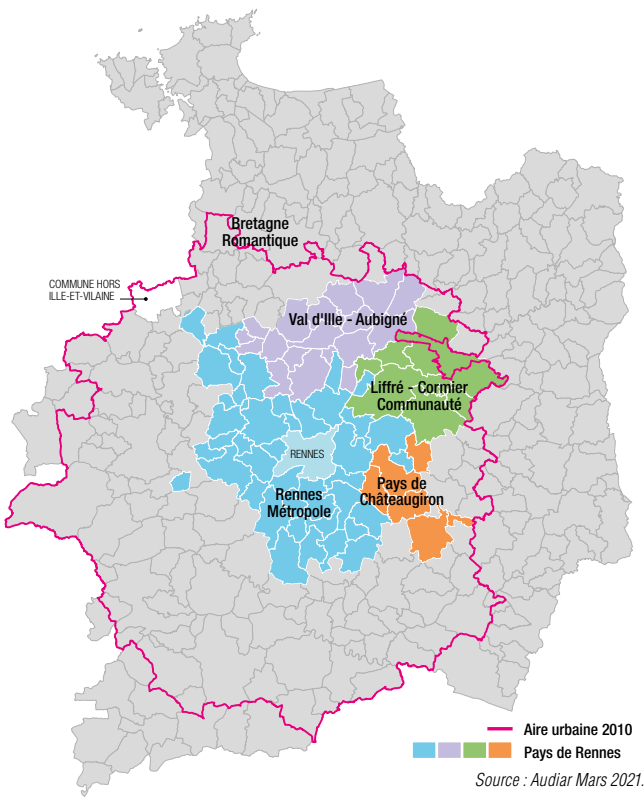 Bretagne
Romantique
COMMUNE HORS
ILLE-ET-VILAINE
Val d'Ille - Aubigné
Liffré - Cormier
Communauté
RENNES
Rennes
Métropole
Pays de
Châteaugiron
Aire urbaine 2010
Pays de Rennes
Source : Audiar Mars 2021.